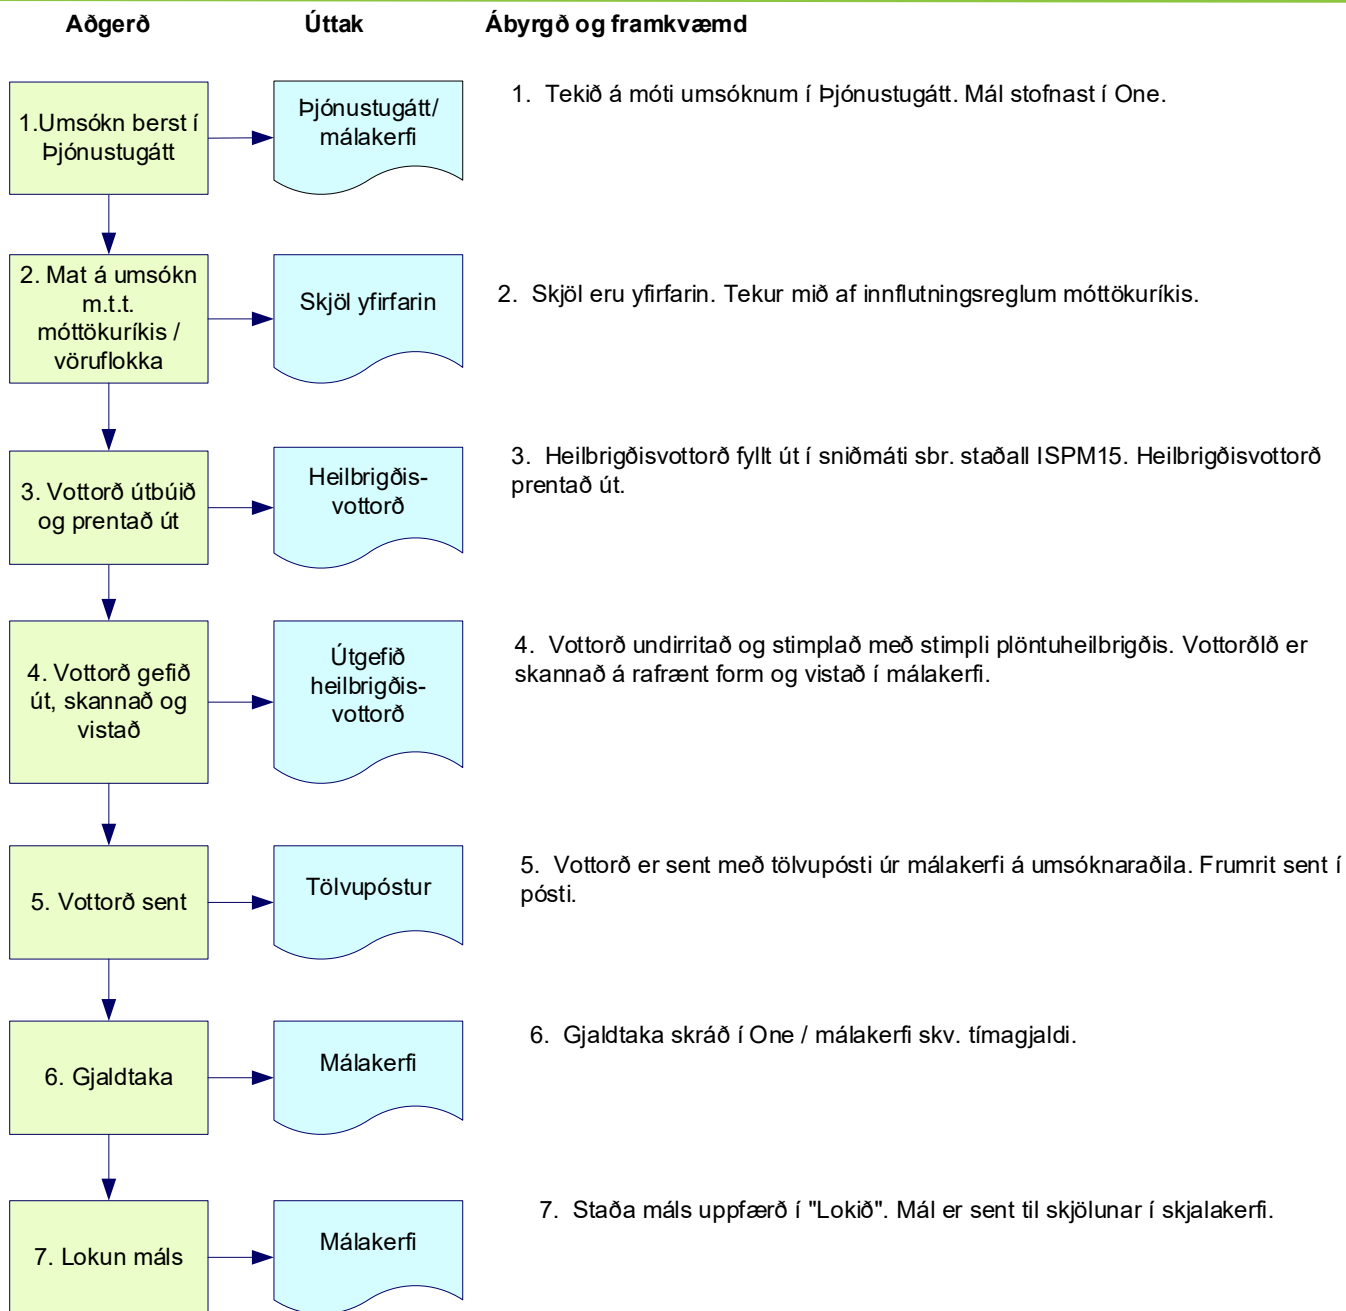 Aðgerð Úttak Ábyrgð og framkvæmd
1.Umsókn berst í
Þjónustugátt
Þjónustugátt/
málakerfi
1. Tekið á móti umsóknum í Þjónustugátt. Mál stofnast í One.
2. Mat á umsókn
m.t.t.
móttökuríkis /
vöruflokka
Skjöl yfirfarin
2. Skjöl eru yfirfarin. Tekur mið af innflutningsreglum móttökuríkis.
3. Vottorð útbúið
og prentað út
Heilbrigðis-
vottorð
3. Heilbrigðisvottorð fyllt út í sniðmáti sbr. staðall ISPM15. Heilbrigðisvottorð
prentað út.
4. Vottorð gefið
út, skannað og
vistað
Útgefið
heilbrigðis-
vottorð
4. Vottorð undirritað og stimplað með stimpli plöntuheilbrigðis. VottorðIð er
skannað á rafrænt form og vistað í málakerfi.
5. Vottorð sent
Tölvupóstur
5. Vottorð er sent með tölvupósti úr málakerfi á umsóknaraðila. Frumrit sent í
pósti.
6. Gjaldtaka
Málakerfi
6. Gjaldtaka skráð í One / málakerfi skv. tímagjaldi.
7. Lokun máls
Málakerfi
7. Staða máls uppfærð í "Lokið". Mál er sent til skjölunar í skjalakerfi.